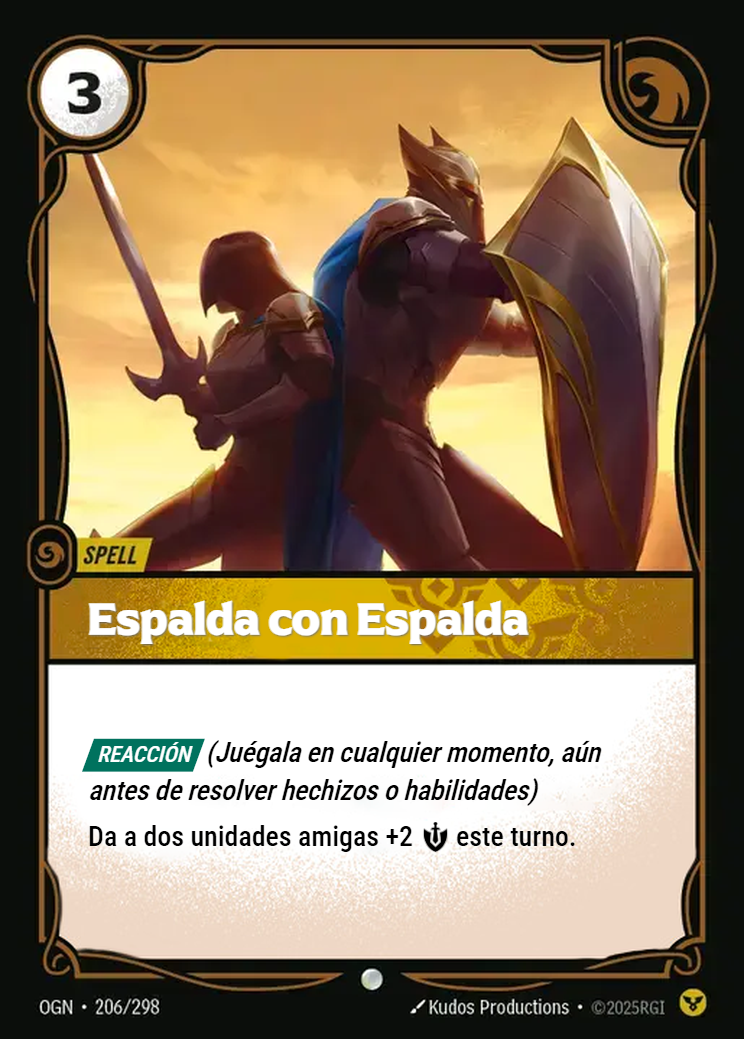 3
SPELL
Espalda con Espalda
REACCIÓN (Juégala en cualquier momento, aún
antes de resolver hechizos o habilidades)
Da a dos unidades amigas +2 este turno.
OGN • 206/298
Kudos Productions • ©2025RGI